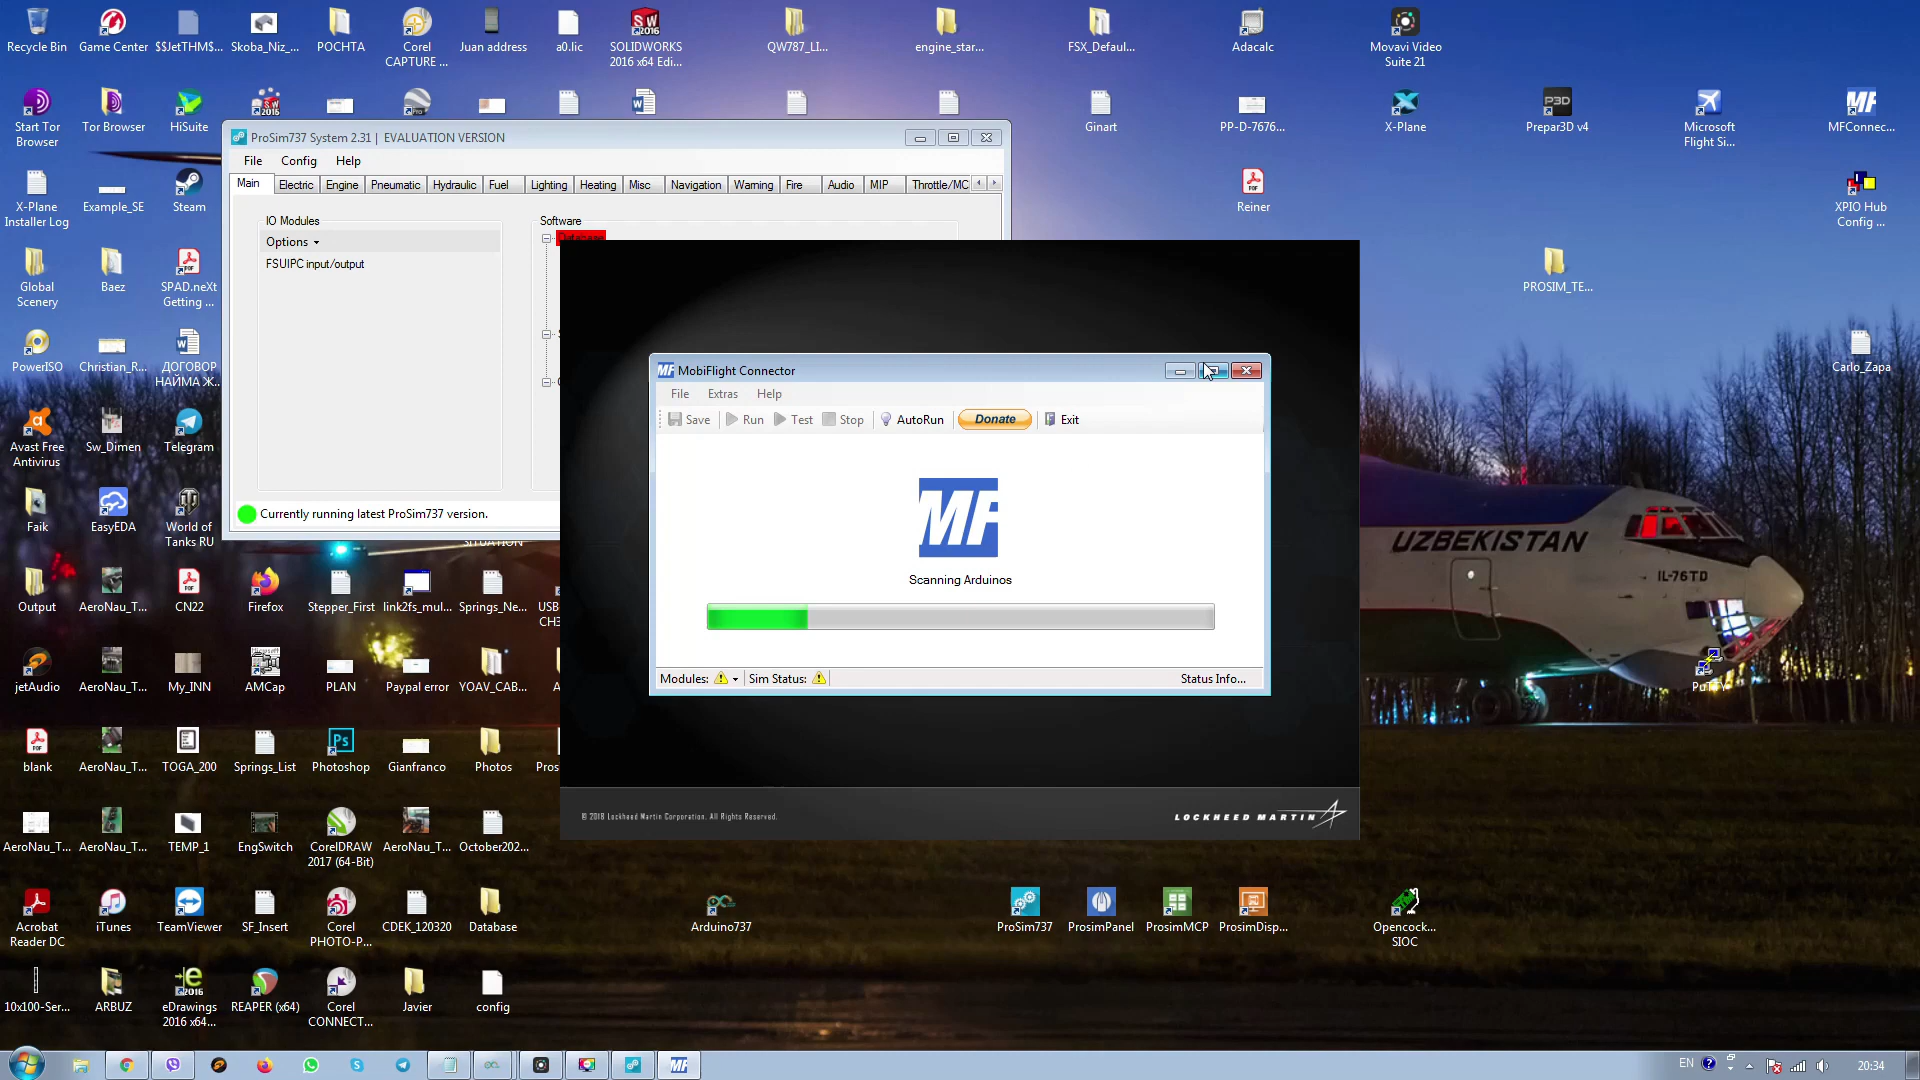 Recycle Bin
Game Center
$$JetTHM$...
Skoba_Niz_...
POCHTA
Corel
CAPTURE ...
Juan address
a0.lic
SOLIDWORKS
2016 x64 Edi...
QW787_LI...
engine_star...
FSX_Defaul...
Adacalc
Movavi Video
Suite 21
Start Tor
Browser
Tor Browser
HiSuite
Ginart
PP-D-7676...
X-Plane
Prepar3D v4
Microsoft
Flight Si...
MFConnec...
ProSim737 System 2.31 | EVALUATION VERSION
File Config Help
Main Electric Engine Pneumatic Hydraulic Fuel Lighting Heating Misc Navigation Warning Fire Audio MIP Throttle/MC
IO Modules
Options
FSUIPC input/output
Software
Database
Currently running latest ProSim737 version.
X-Plane
Installer Log
Example_SE
Steam
Reiner
XPIO Hub
Config ...
Global
Scenery
Baez
SPAD.neXt
Getting ...
PROSIM_TE...
PowerISO
Christian_R...
ДОГОВОР
НАЙМА Ж...
Carlo_Zapa
MF MobiFlight Connector
File Extras Help
Save Run Test Stop AutoRun Donate Exit
MF
Scanning Arduinos
Modules: Sim Status: Status Info...
© 2018 Lockheed Martin Corporation. All Rights Reserved.
LOCKHEED MARTIN
UZBEKISTAN
IL-76TD
Avast Free
Antivirus
Sw_Dimen
Telegram
Faik
EasyEDA
World of
Tanks RU
SITUATION
Output
AeroNau_T...
CN22
Firefox
Stepper_First
link2fs_mul...
Springs_Ne...
USB
CH3
PuTTY
jetAudio
AeroNau_T...
My_INN
AMCap
PLAN
Paypal error
YOAV_CAB...
blank
AeroNau_T...
TOGA_200
Springs_List
Photoshop
Gianfranco
Photos
Pros
AeroNau_T...
AeroNau_T...
TEMP_1
EngSwitch
CorelDRAW
2017 (64-Bit)
AeroNau_T...
October202...
Acrobat
Reader DC
iTunes
TeamViewer
SF_Insert
Corel
PHOTO-P...
CDEK_120320
Database
Arduino737
ProSim737
ProsimPanel
ProsimMCP
ProsimDisp...
Opencock...
SIOC
10x100-Ser...
ARBUZ
eDrawings
2016 x64...
REAPER (x64)
Corel
CONNECT...
Javier
config
EN
20:34